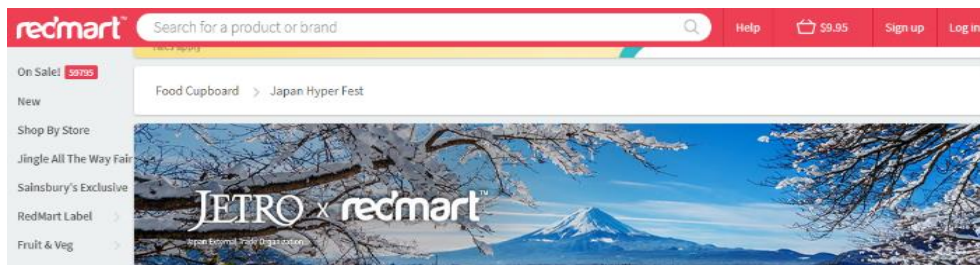 redmart™
Search for a product or brand
Help
$9.95
Sign up
Log in
On Sale! 59795
New
Shop By Store
Jingle All The Way Fair
Sainsbury's Exclusive
RedMart Label
Fruit & Veg
Food Cupboard > Japan Hyper Fest
JETRO × redmart™
Japan External Trade Organization